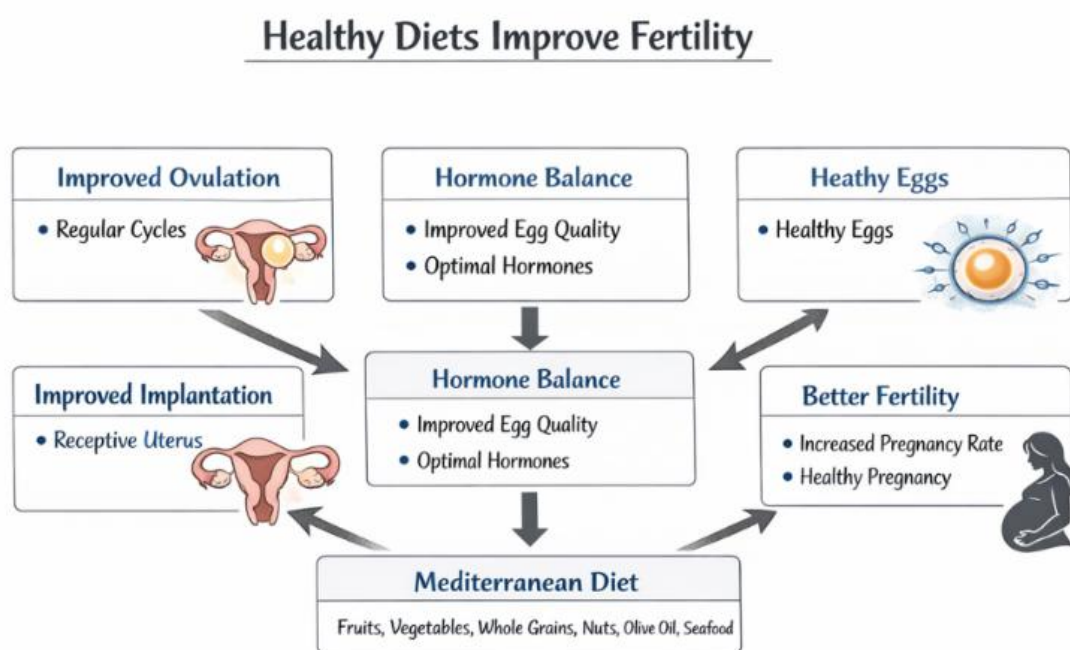 Healthy Diets Improve Fertility
Improved Ovulation
• Regular Cycles
Hormone Balance
• Improved Egg Quality
• Optimal Hormones
Heathy Eggs
• Healthy Eggs
Improved Implantation
• Receptive Uterus
Hormone Balance
• Improved Egg Quality
• Optimal Hormones
Better Fertility
• Increased Pregnancy Rate
• Healthy Pregnancy
Mediterranean Diet
Fruits, Vegetables, Whole Grains, Nuts, Olive Oil, Seafood